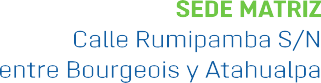 SEDE MATRIZ
Calle Rumipamba S/N
entre Bourgeois y Atahualpa